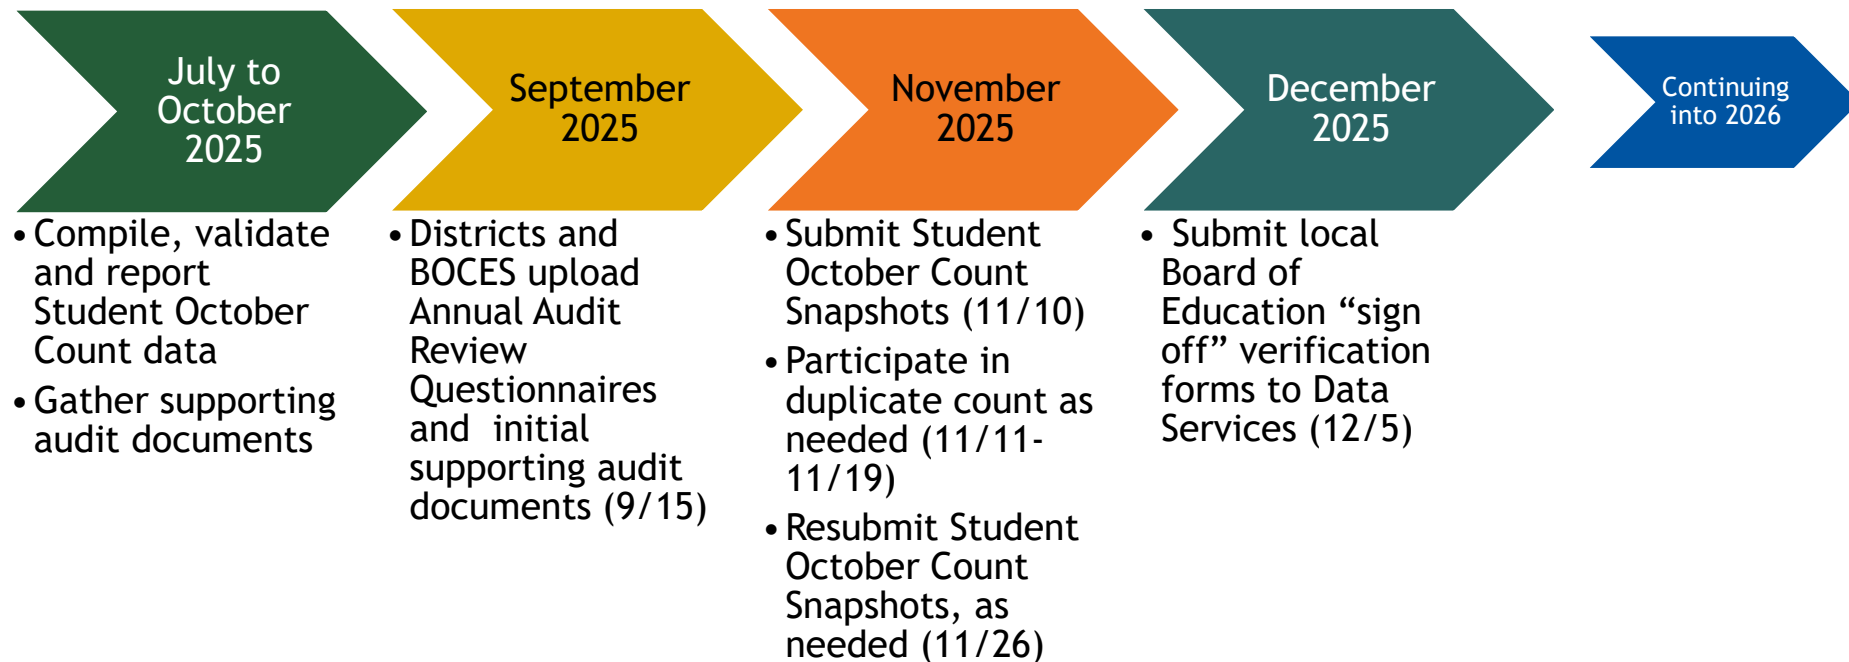 July to
October
2025
• Compile, validate
and report
Student October
Count data
• Gather supporting
audit documents
September
2025
• Districts and
BOCES upload
Annual Audit
Review
Questionnaires
and  initial
supporting audit
documents (9/15)
November
2025
• Submit Student
October Count
Snapshots (11/10)
• Participate in
duplicate count as
needed (11/11-
11/19)
• Resubmit Student
October Count
Snapshots, as
needed (11/26)
December
2025
• Submit local
Board of
Education “sign
off” verification
forms to Data
Services (12/5)
Continuing
into 2026